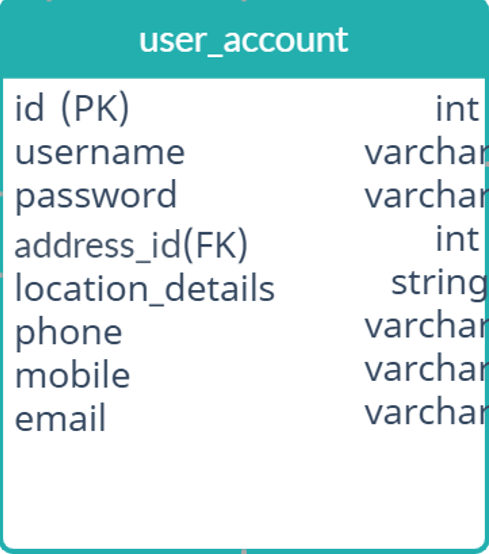 user_account
id (PK) int
username varchar
password varchar
address_id(FK) int
location_details string
phone varchar
mobile varchar
email varchar